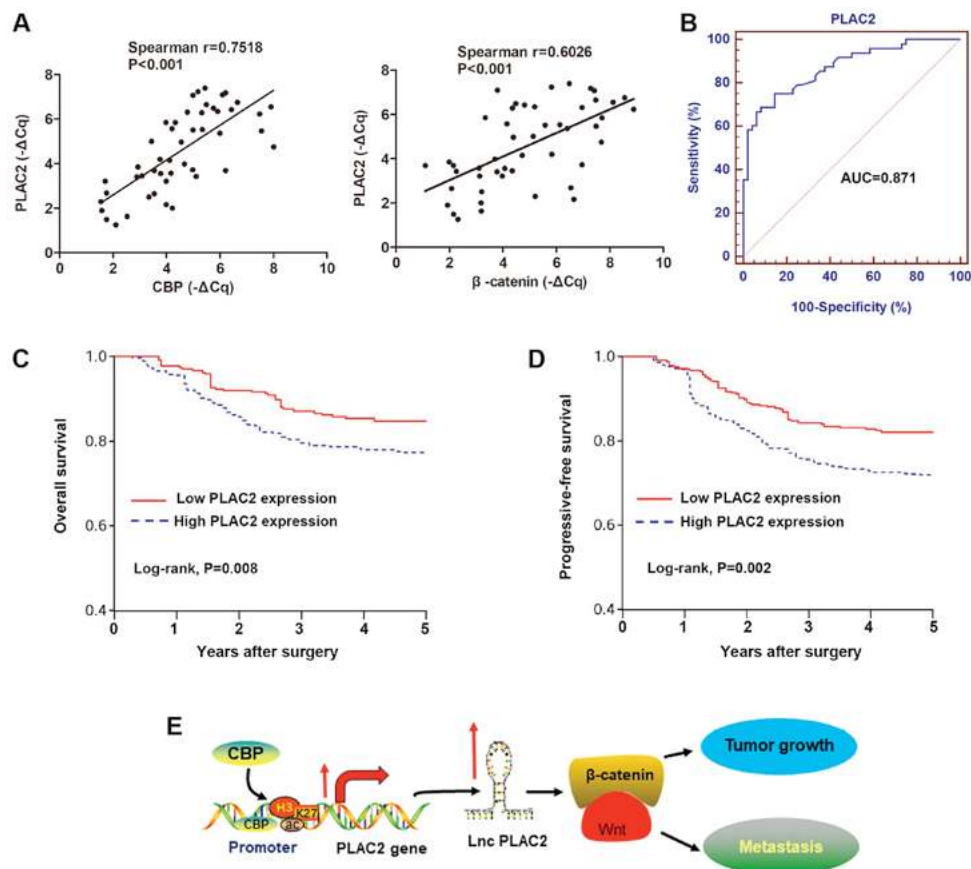 A
Spearman r=0.7518
P<0.001
PLAC2 (-ΔCq)
8
6
4
2
0
0 2 4 6 8 10
CBP (-ΔCq)
Spearman r=0.6026
P<0.001
PLAC2 (-ΔCq)
8
6
4
2
0
0 2 4 6 8 10
β -catenin (-ΔCq)
B
PLAC2
Sensitivity (%)
100
80
60
40
20
0
AUC=0.871
0 20 40 60 80 100
100-Specificity (%)
C
Overall survival
1.0
0.8
0.6
0.4
Low PLAC2 expression
High PLAC2 expression
Log-rank, P=0.008
0 1 2 3 4 5
Years after surgery
D
Progressive-free survival
1.0
0.8
0.6
0.4
Low PLAC2 expression
High PLAC2 expression
Log-rank, P=0.002
0 1 2 3 4 5
Years after surgery
E
CBP
H3
K27
CBP
ac
Promoter
PLAC2 gene
Lnc PLAC2
β-catenin
Wnt
Tumor growth
Metastasis